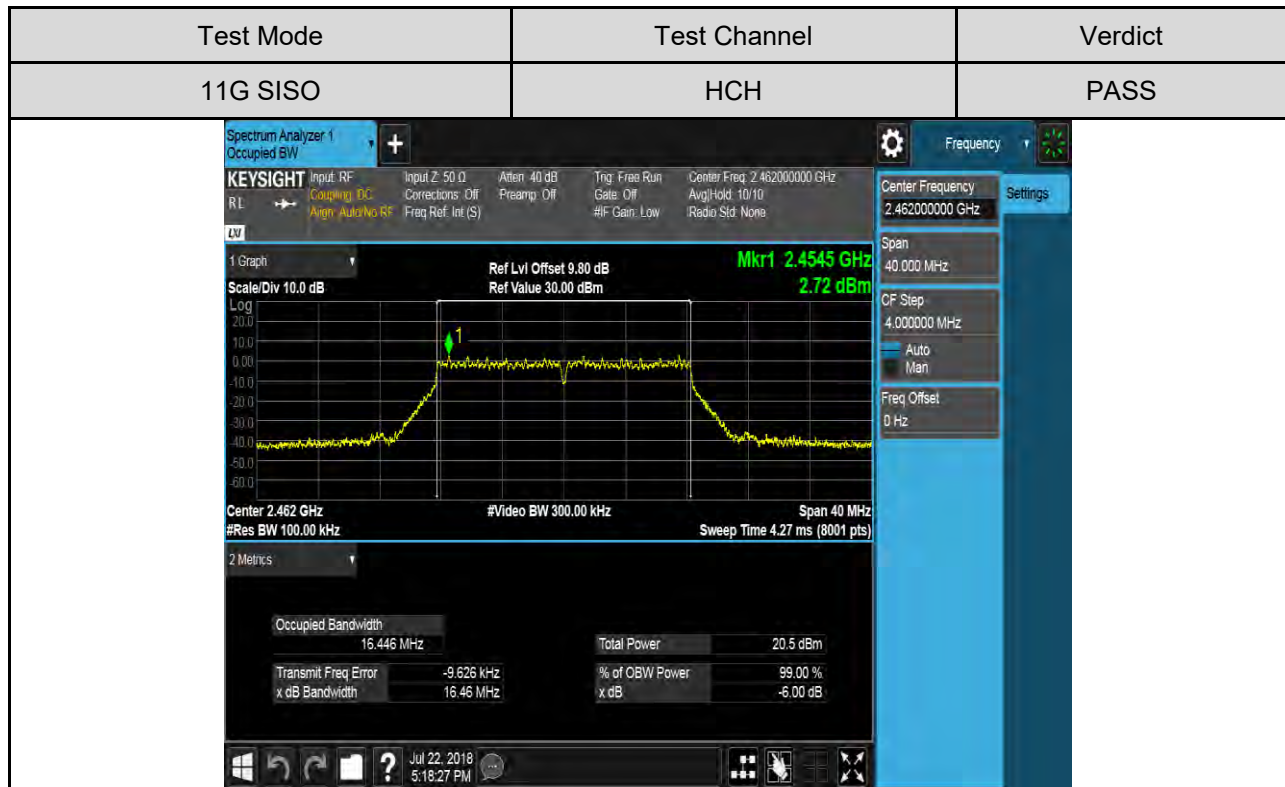 Test Mode Test Channel Verdict
11G SISO HCH PASS
Spectrum Analyzer 1
Occupied BW
+
Frequency
KEYSIGHT Input: RF Input Z: 50 Ω Atten: 40 dB Trig: Free Run Center Freq: 2.462000000 GHz
Coupling: DC Corrections: Off Preamp: Off Gate: Off Avg|Hold: 10/10
RL Align: Auto/No RF Freq Ref: Int (S) #IF Gain: Low Radio Std: None
LXI
Center Frequency
2.462000000 GHz
Settings
Span
40.000 MHz
CF Step
4.000000 MHz
Auto
Man
Freq Offset
0 Hz
1 Graph
Ref Lvl Offset 9.80 dB
Mkr1 2.4545 GHz
Scale/Div 10.0 dB
Ref Value 30.00 dBm
2.72 dBm
Log
20.0
10.0
0.00
-10.0
-20.0
-30.0
-40.0
-50.0
-60.0
1
Center 2.462 GHz #Video BW 300.00 kHz Span 40 MHz
#Res BW 100.00 kHz Sweep Time 4.27 ms (8001 pts)
2 Metrics
Occupied Bandwidth
16.446 MHz
Total Power 20.5 dBm
Transmit Freq Error -9.626 kHz % of OBW Power 99.00 %
x dB Bandwidth 16.46 MHz x dB -6.00 dB
?
Jul 22, 2018
5:18:27 PM